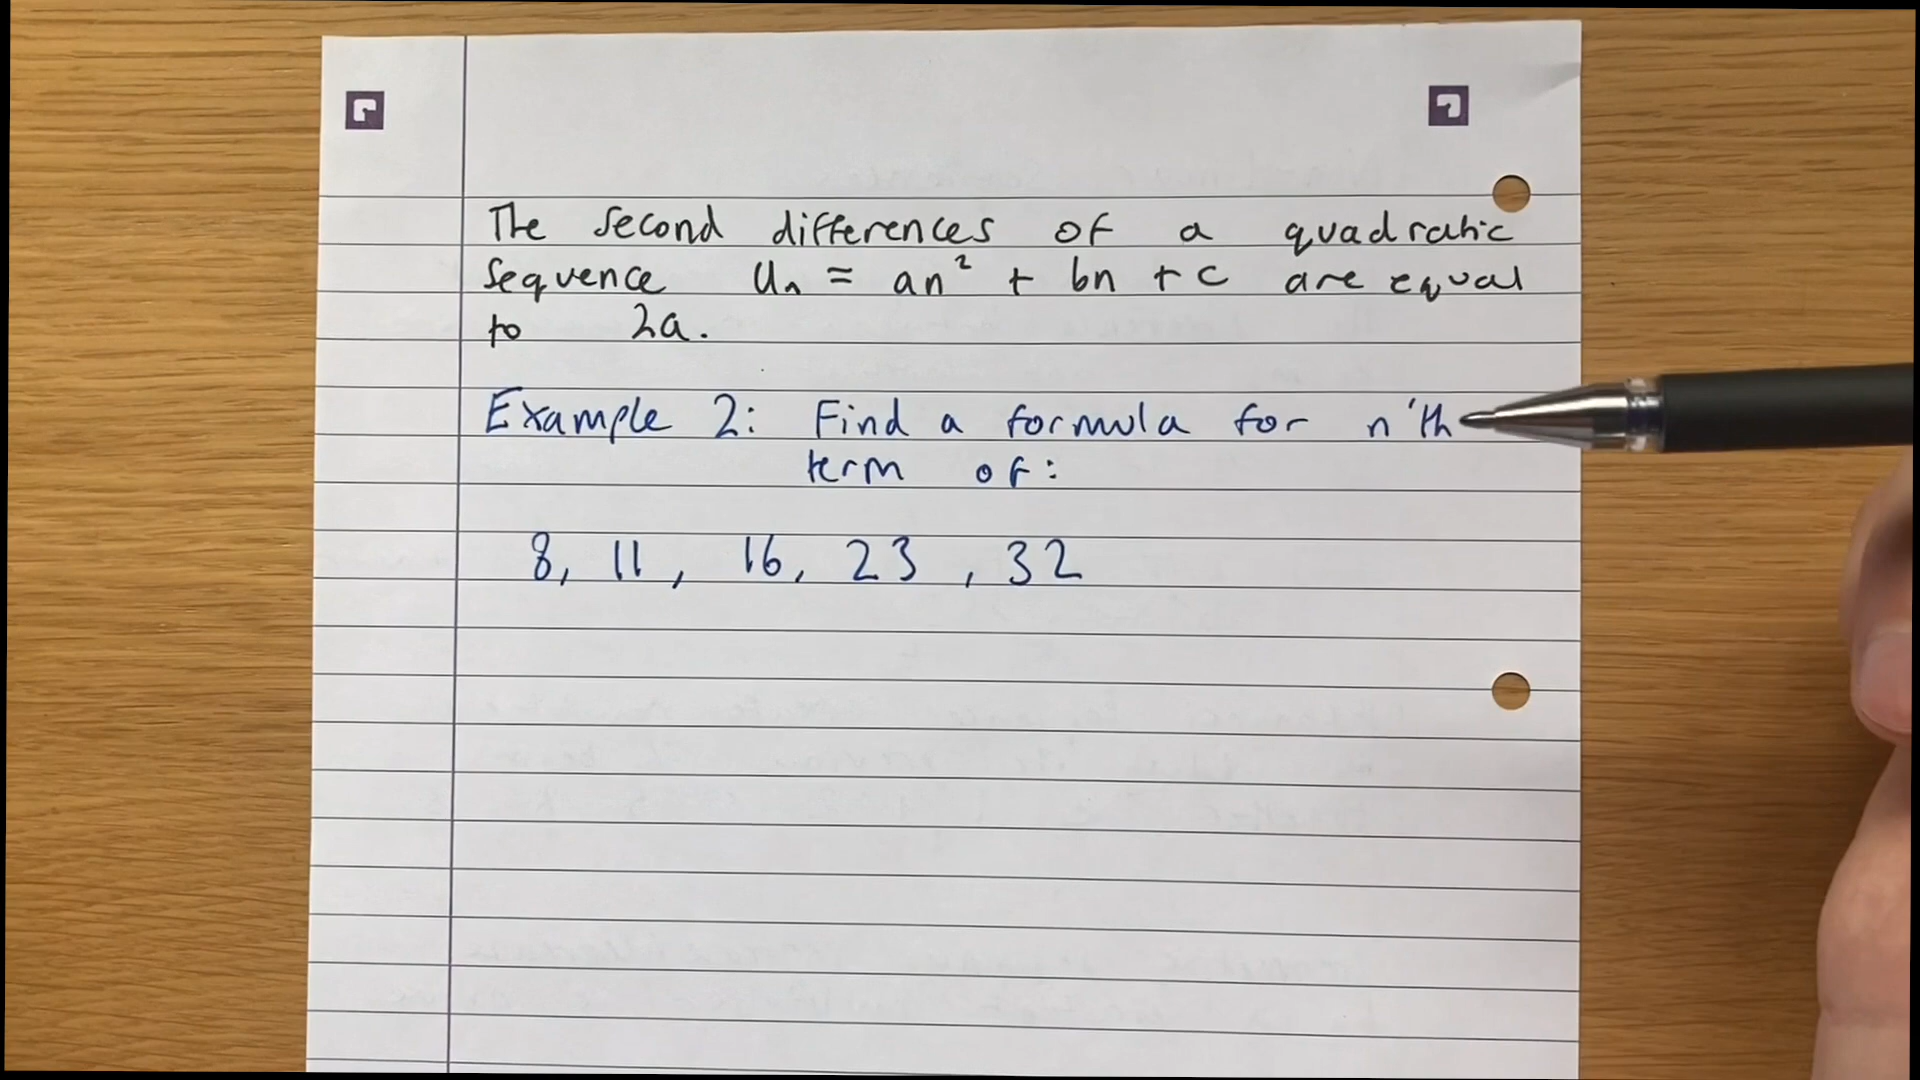 The second differences of a quadratic
sequence Uₙ = an² + bn + c are equal
to 2a.
Example 2: Find a formula for n'th
term of:
8, 11, 16, 23, 32